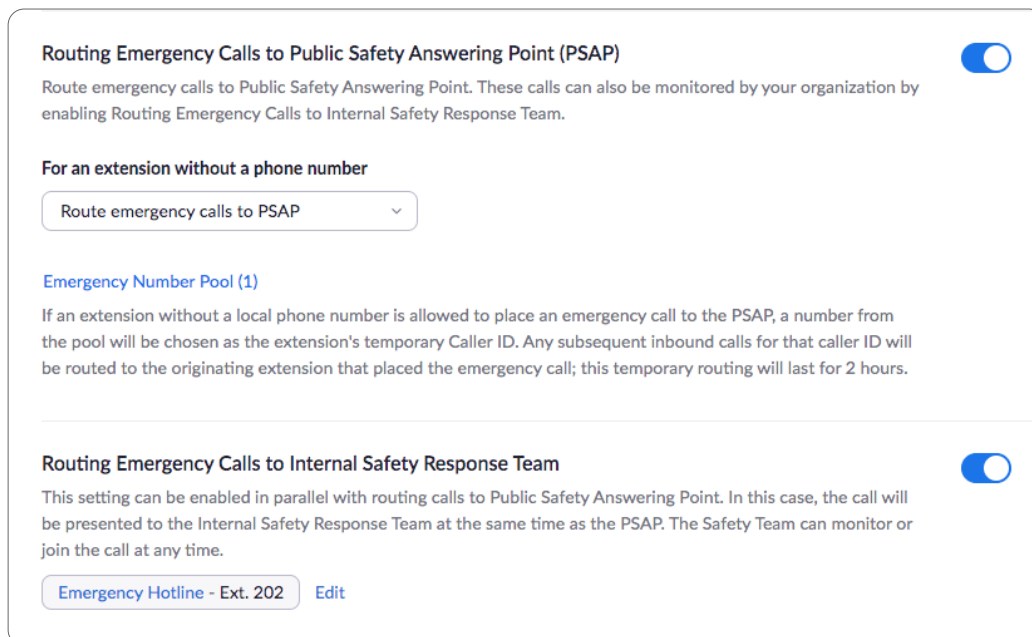 Routing Emergency Calls to Public Safety Answering Point (PSAP)
Route emergency calls to Public Safety Answering Point. These calls can also be monitored by your organization by
enabling Routing Emergency Calls to Internal Safety Response Team.
For an extension without a phone number
Route emergency calls to PSAP
Emergency Number Pool (1)
If an extension without a local phone number is allowed to place an emergency call to the PSAP, a number from
the pool will be chosen as the extension's temporary Caller ID. Any subsequent inbound calls for that caller ID will
be routed to the originating extension that placed the emergency call; this temporary routing will last for 2 hours.
Routing Emergency Calls to Internal Safety Response Team
This setting can be enabled in parallel with routing calls to Public Safety Answering Point. In this case, the call will
be presented to the Internal Safety Response Team at the same time as the PSAP. The Safety Team can monitor or
join the call at any time.
Emergency Hotline - Ext. 202 Edit